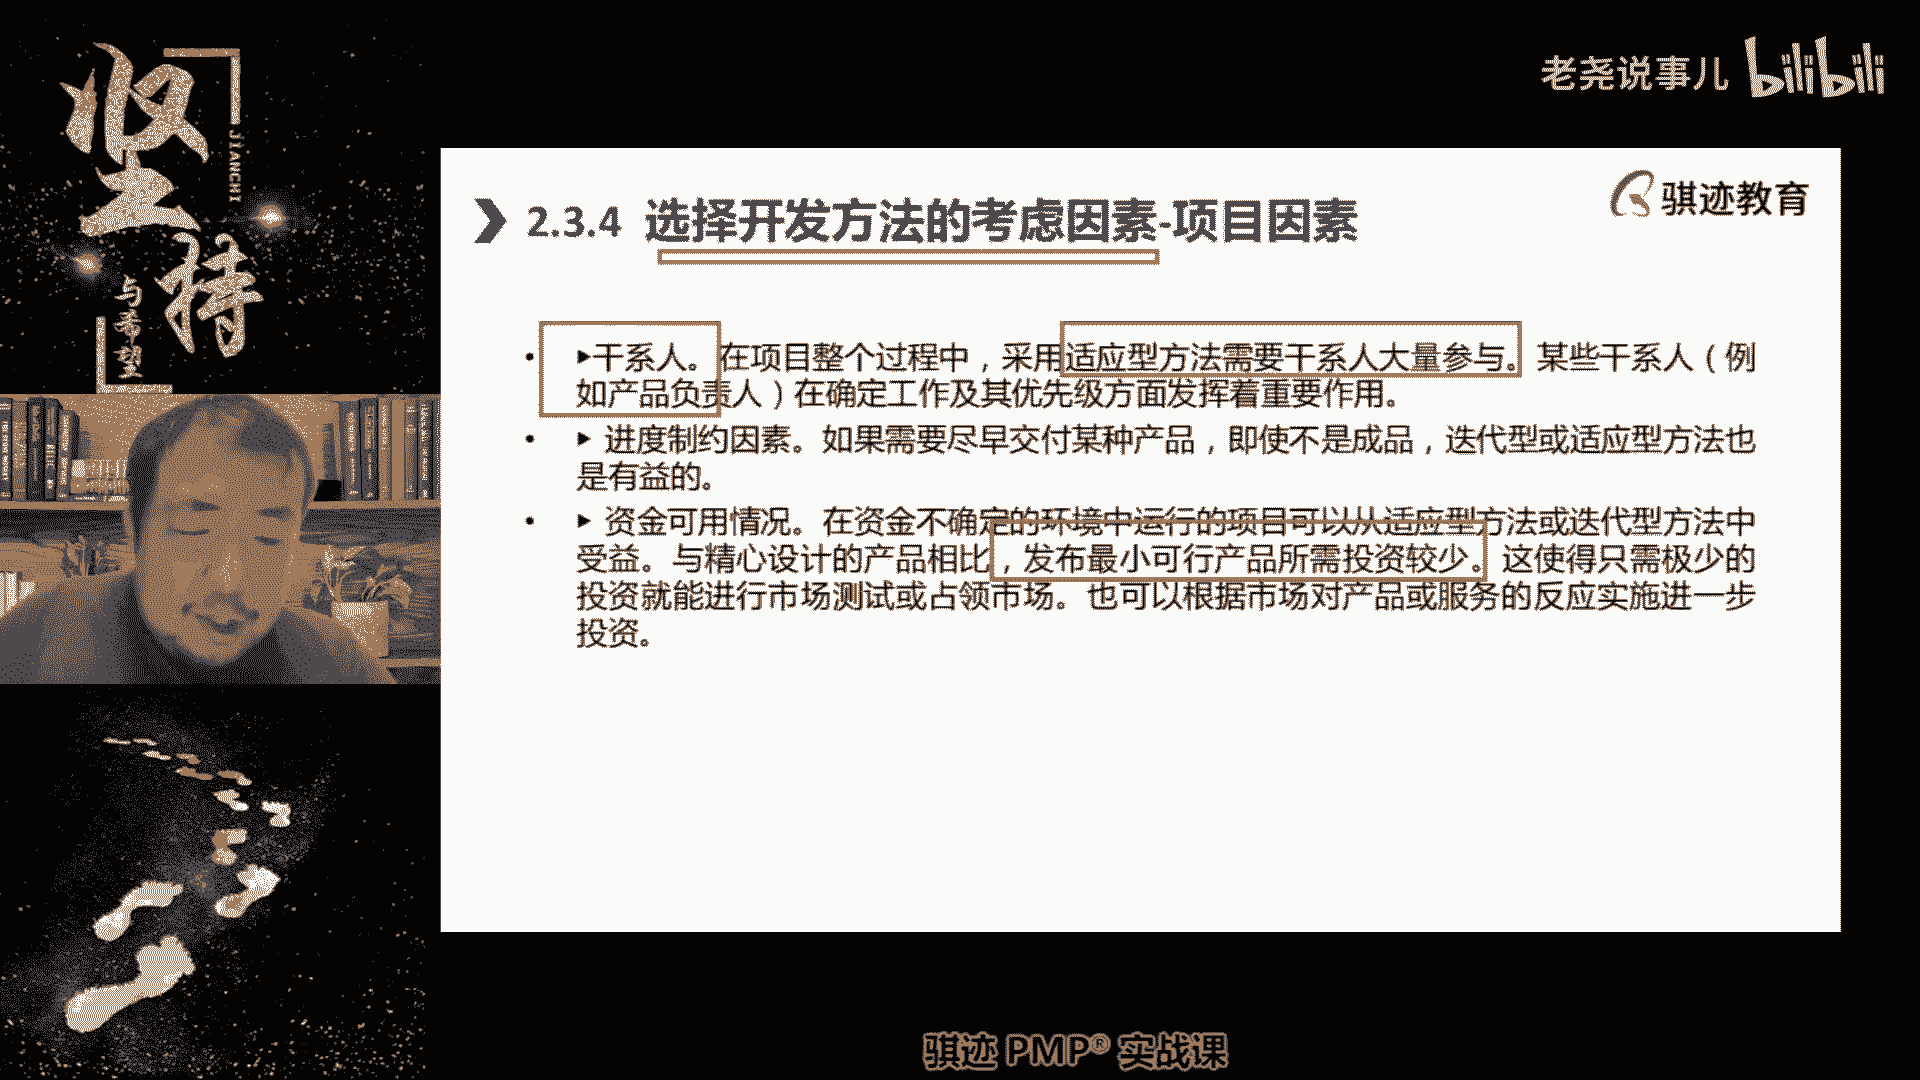 坚
持
JIANCHI
与希望
老尧说事儿 bilibili
骐迹教育
2.3.4 选择开发方法的考虑因素-项目因素
• ▶干系人。在项目整个过程中，采用适应型方法需要干系人大量参与。某些干系人（例
如产品负责人）在确定工作及其优先级方面发挥着重要作用。
• ▶ 进度制约因素。如果需要尽早交付某种产品，即使不是成品，迭代型或适应型方法也
是有益的。
• ▶ 资金可用情况。在资金不确定的环境中运行的项目可以从适应型方法或迭代型方法中
受益。与精心设计的产品相比，发布最小可行产品所需投资较少。这使得只需极少的
投资就能进行市场测试或占领市场。也可以根据市场对产品或服务的反应实施进一步
投资。
骐迹 PMP® 实战课